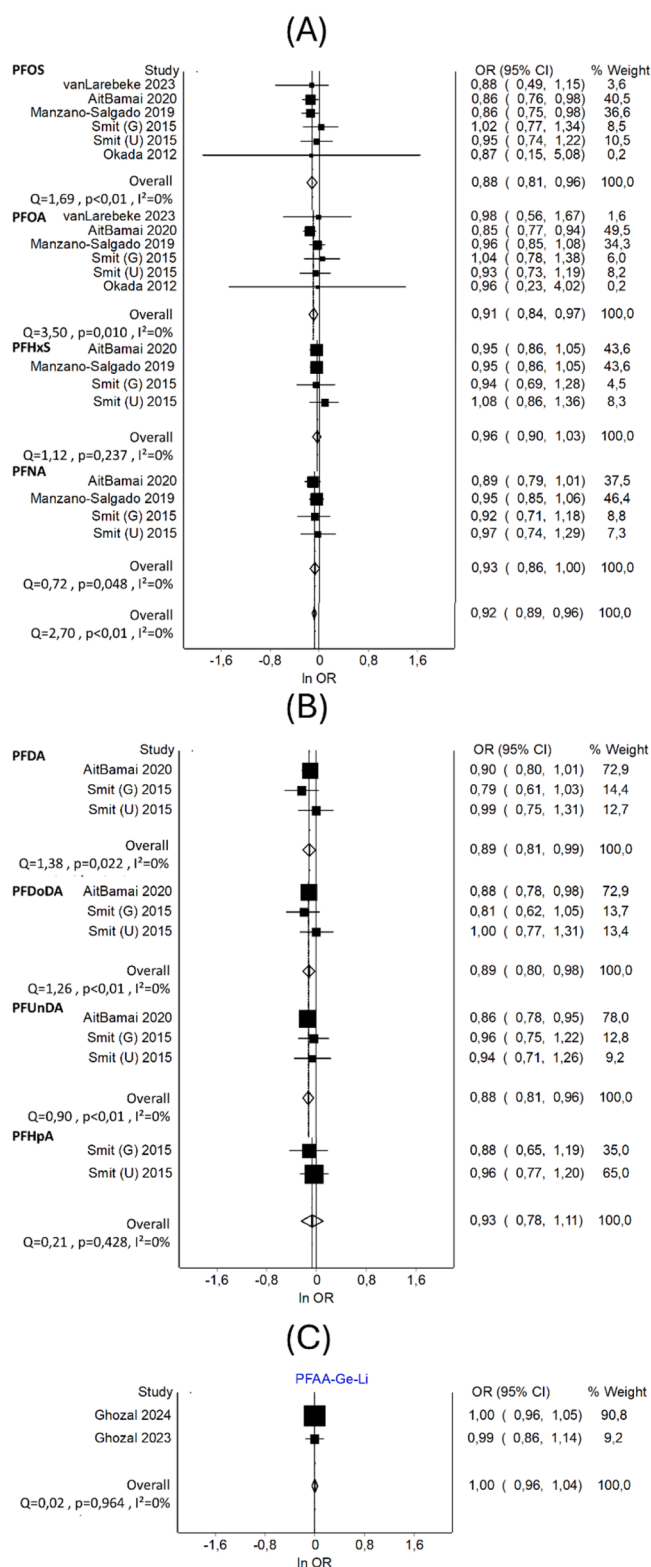 (A)
PFOS Study OR (95% CI) % Weight
vanLarebeke 2023 0,88 ( 0,49, 1,15) 3,6
AitBamai 2020 0,86 ( 0,76, 0,98) 40,5
Manzano-Salgado 2019 0,86 ( 0,75, 0,98) 36,6
Smit (G) 2015 1,02 ( 0,77, 1,34) 8,5
Smit (U) 2015 0,95 ( 0,74, 1,22) 10,5
Okada 2012 0,87 ( 0,15, 5,08) 0,2
Overall 0,88 ( 0,81, 0,96) 100,0
Q=1,69 , p<0,01 , I²=0%
PFOA vanLarebeke 2023 0,98 ( 0,56, 1,67) 1,6
AitBamai 2020 0,85 ( 0,77, 0,94) 49,5
Manzano-Salgado 2019 0,96 ( 0,85, 1,08) 34,3
Smit (G) 2015 1,04 ( 0,78, 1,38) 6,0
Smit (U) 2015 0,93 ( 0,73, 1,19) 8,2
Okada 2012 0,96 ( 0,23, 4,02) 0,2
Overall 0,91 ( 0,84, 0,97) 100,0
Q=3,50 , p=0,010 , I²=0%
PFHxS AitBamai 2020 0,95 ( 0,86, 1,05) 43,6
Manzano-Salgado 2019 0,95 ( 0,86, 1,05) 43,6
Smit (G) 2015 0,94 ( 0,69, 1,28) 4,5
Smit (U) 2015 1,08 ( 0,86, 1,36) 8,3
Overall 0,96 ( 0,90, 1,03) 100,0
Q=1,12 , p=0,237 , I²=0%
PFNA
AitBamai 2020 0,89 ( 0,79, 1,01) 37,5
Manzano-Salgado 2019 0,95 ( 0,85, 1,06) 46,4
Smit (G) 2015 0,92 ( 0,71, 1,18) 8,8
Smit (U) 2015 0,97 ( 0,74, 1,29) 7,3
Overall 0,93 ( 0,86, 1,00) 100,0
Q=0,72 , p=0,048 , I²=0%
Overall 0,92 ( 0,89, 0,96) 100,0
Q=2,70 , p<0,01 , I²=0%
-1,6 -0,8 0 0,8 1,6
ln OR
(B)
Study OR (95% CI) % Weight
PFDA
AitBamai 2020 0,90 ( 0,80, 1,01) 72,9
Smit (G) 2015 0,79 ( 0,61, 1,03) 14,4
Smit (U) 2015 0,99 ( 0,75, 1,31) 12,7
Overall 0,89 ( 0,81, 0,99) 100,0
Q=1,38 , p=0,022 , I²=0%
PFDoDA AitBamai 2020 0,88 ( 0,78, 0,98) 72,9
Smit (G) 2015 0,81 ( 0,62, 1,05) 13,7
Smit (U) 2015 1,00 ( 0,77, 1,31) 13,4
Overall 0,89 ( 0,80, 0,98) 100,0
Q=1,26 , p<0,01 , I²=0%
PFUnDA AitBamai 2020 0,86 ( 0,78, 0,95) 78,0
Smit (G) 2015 0,96 ( 0,75, 1,22) 12,8
Smit (U) 2015 0,94 ( 0,71, 1,26) 9,2
Overall 0,88 ( 0,81, 0,96) 100,0
Q=0,90 , p<0,01 , I²=0%
PFHpA
Smit (G) 2015 0,88 ( 0,65, 1,19) 35,0
Smit (U) 2015 0,96 ( 0,77, 1,20) 65,0
Overall 0,93 ( 0,78, 1,11) 100,0
Q=0,21 , p=0,428 , I²=0%
-1,6 -0,8 0 0,8 1,6
ln OR
(C)
PFAA-Ge-Li
Study OR (95% CI) % Weight
Ghozal 2024 1,00 ( 0,96, 1,05) 90,8
Ghozal 2023 0,99 ( 0,86, 1,14) 9,2
Overall 1,00 ( 0,96, 1,04) 100,0
Q=0,02 , p=0,964 , I²=0%
-1,6 -0,8 0 0,8 1,6
ln OR